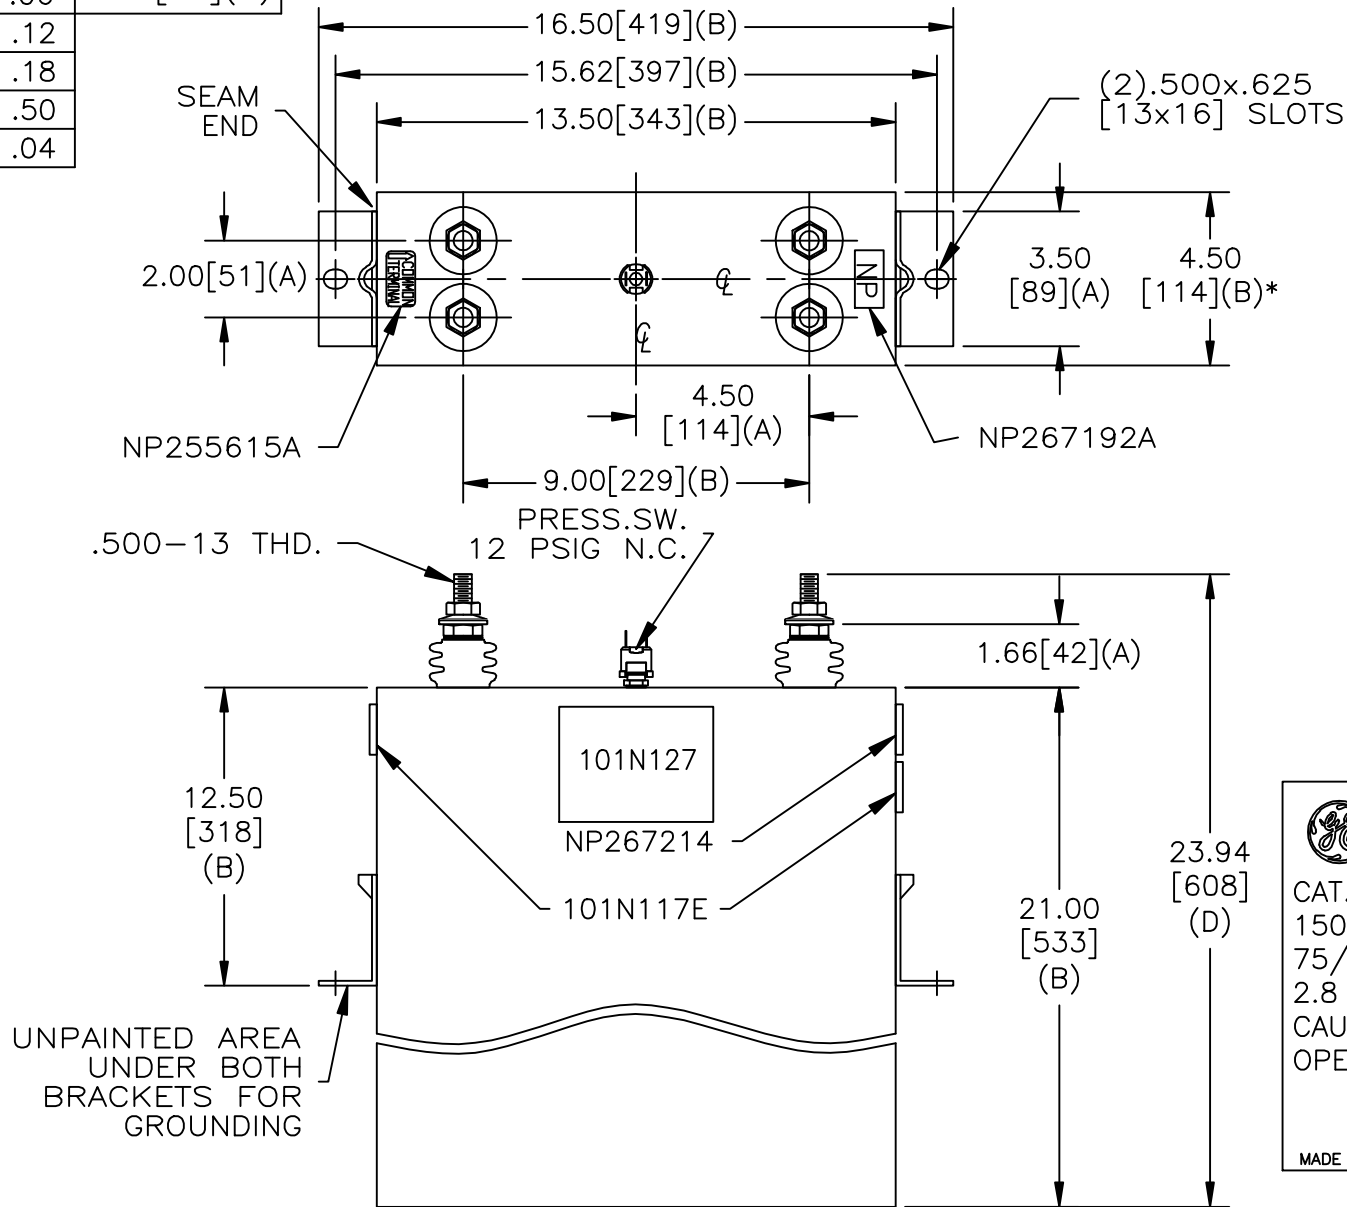 .12
.18
.50
.04
16.50[419](B)
15.62[397](B)
13.50[343](B)
SEAM
END
(2).500x.625
[13x16] SLOTS
2.00[51](A)
COMMON
TERMINAL
NP
3.50
[89](A)
4.50
[114](B)*
4.50
[114](A)
NP255615A
NP267192A
9.00[229](B)
PRESS.SW.
12 PSIG N.C.
.500-13 THD.
1.66[42](A)
101N127
NP267214
101N117E
12.50
[318]
(B)
23.94
[608]
(D)
21.00
[533]
(B)
UNPAINTED AREA
UNDER BOTH
BRACKETS FOR
GROUNDING
CAT.
150
75/
2.8
CAU
OPE
MADE